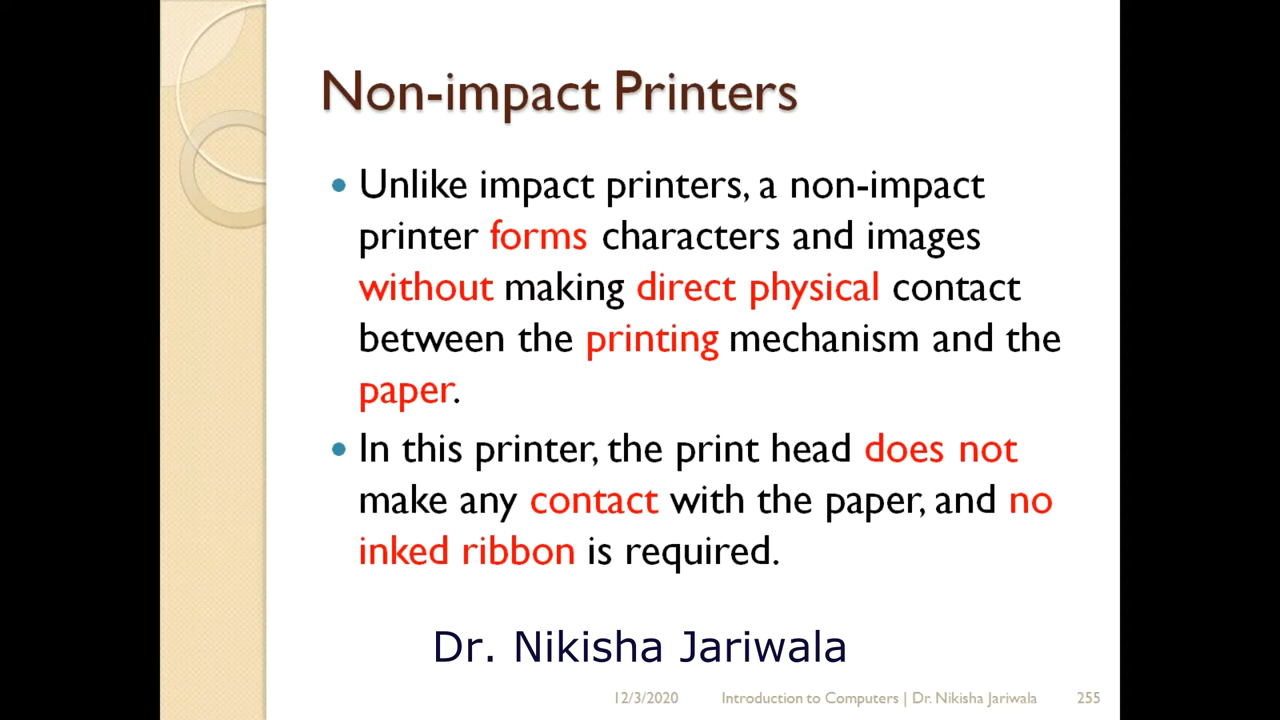 Non-impact Printers
Unlike impact printers, a non-impact
printer forms characters and images
without making direct physical contact
between the printing mechanism and the
paper.
In this printer, the print head does not
make any contact with the paper, and no
inked ribbon is required.
Dr. Nikisha Jariwala
12/3/2020 Introduction to Computers | Dr. Nikisha Jariwala 255